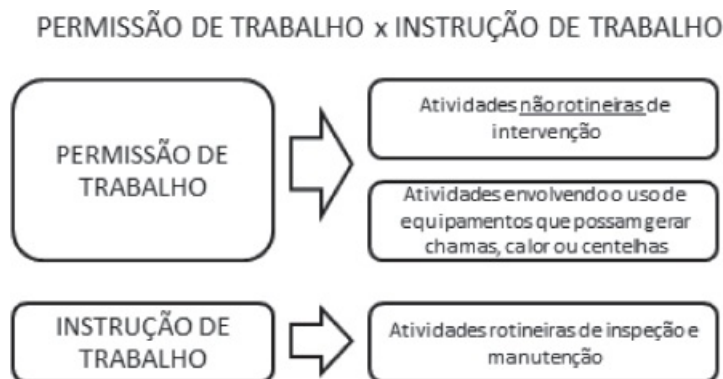 PERMISSÃO DE TRABALHO x INSTRUÇÃO DE TRABALHO
PERMISSÃO DE
TRABALHO
Atividades não rotineiras de
intervenção
Atividades envolvendo o uso de
equipamentos que possam gerar
chamas, calor ou centelhas
INSTRUÇÃO DE
TRABALHO
Atividades rotineiras de inspeção e
manutenção